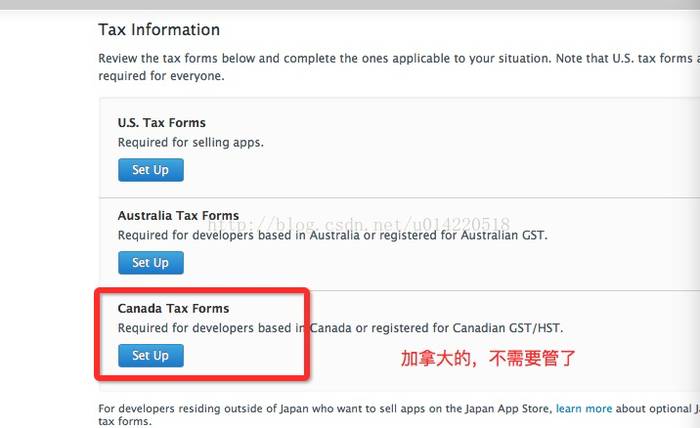 Tax Information
Review the tax forms below and complete the ones applicable to your situation. Note that U.S. tax forms a
required for everyone.
U.S. Tax Forms
Required for selling apps.
Set Up
Australia Tax Forms
http://blog.csdn.net/u014220518
Required for developers based in Australia or registered for Australian GST.
Set Up
Canada Tax Forms
Required for developers based in Canada or registered for Canadian GST/HST.
Set Up
加拿大的，不需要管了
For developers residing outside of Japan who want to sell apps on the Japan App Store, learn more about optional J
tax forms.